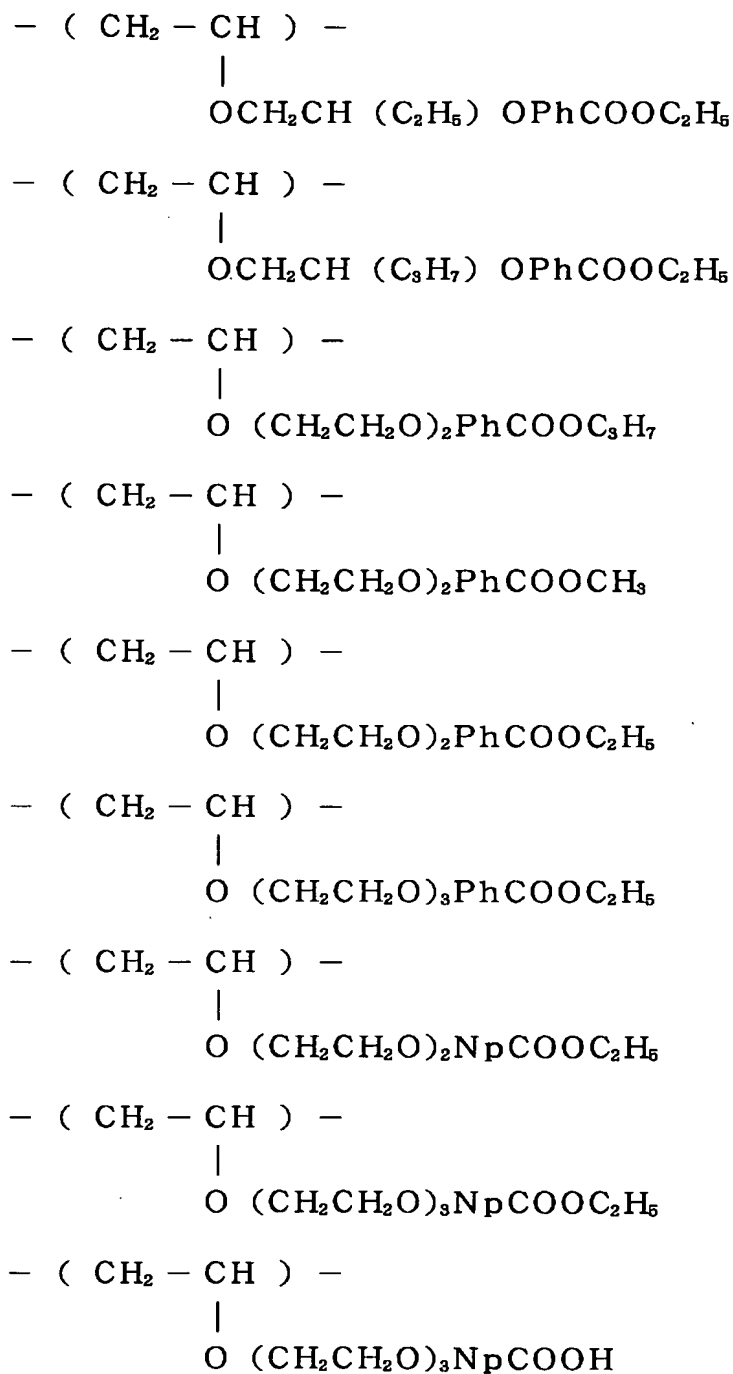 − ( CH₂ − CH ) −
|
OCH₂CH (C₂H₅) OPhCOOC₂H₅
− ( CH₂ − CH ) −
|
OCH₂CH (C₃H₇) OPhCOOC₂H₅
− ( CH₂ − CH ) −
|
O (CH₂CH₂O)₂PhCOOC₃H₇
− ( CH₂ − CH ) −
|
O (CH₂CH₂O)₂PhCOOCH₃
− ( CH₂ − CH ) −
|
O (CH₂CH₂O)₂PhCOOC₂H₅
− ( CH₂ − CH ) −
|
O (CH₂CH₂O)₃PhCOOC₂H₅
− ( CH₂ − CH ) −
|
O (CH₂CH₂O)₂NpCOOC₂H₅
− ( CH₂ − CH ) −
|
O (CH₂CH₂O)₃NpCOOC₂H₅
− ( CH₂ − CH ) −
|
O (CH₂CH₂O)₃NpCOOH